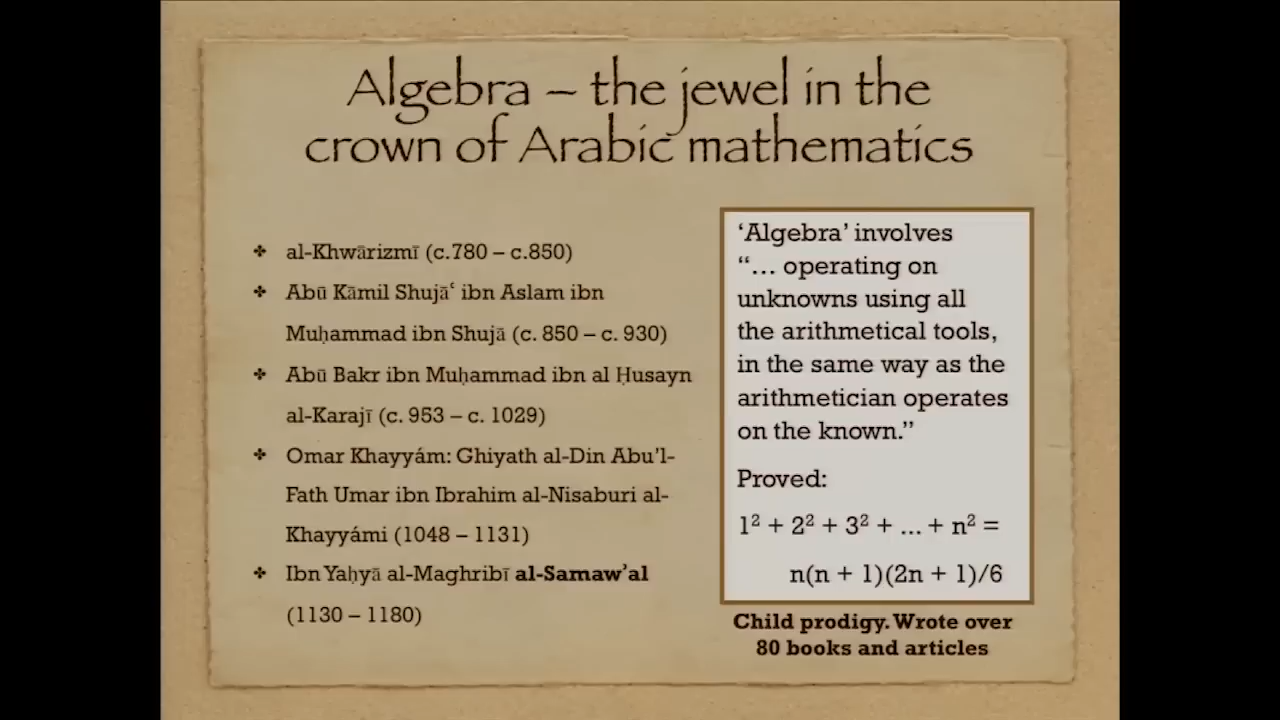 Algebra – the jewel in the
crown of Arabic mathematics
❖ al-Khwārizmī (c.780 – c.850)
❖ Abū Kāmil Shujāʿ ibn Aslam ibn
Muḥammad ibn Shujā (c. 850 – c. 930)
❖ Abū Bakr ibn Muḥammad ibn al Ḥusayn
al-Karajī (c. 953 – c. 1029)
❖ Omar Khayyám: Ghiyath al-Din Abu’l-
Fath Umar ibn Ibrahim al-Nisaburi al-
Khayyámi (1048 – 1131)
❖ Ibn Yaḥyā al-Maghribī al-Samawʾal
(1130 – 1180)
‘Algebra’ involves
“… operating on
unknowns using all
the arithmetical tools,
in the same way as the
arithmetician operates
on the known.”
Proved:
1² + 2² + 3² + … + n² =
n(n + 1)(2n + 1)/6
Child prodigy. Wrote over
80 books and articles